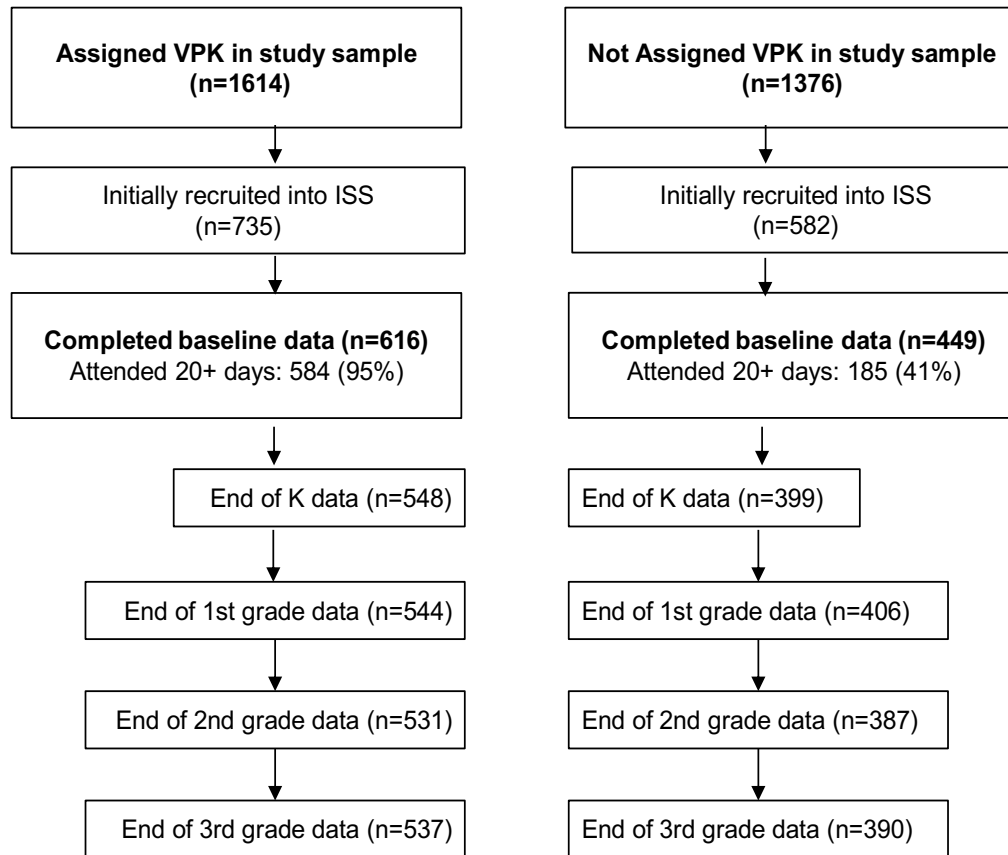 Assigned VPK in study sample
(n=1614)
Initially recruited into ISS
(n=735)
Completed baseline data (n=616)
Attended 20+ days: 584 (95%)
End of K data (n=548)
End of 1st grade data (n=544)
End of 2nd grade data (n=531)
End of 3rd grade data (n=537)
Not Assigned VPK in study sample
(n=1376)
Initially recruited into ISS
(n=582)
Completed baseline data (n=449)
Attended 20+ days: 185 (41%)
End of K data (n=399)
End of 1st grade data (n=406)
End of 2nd grade data (n=387)
End of 3rd grade data (n=390)